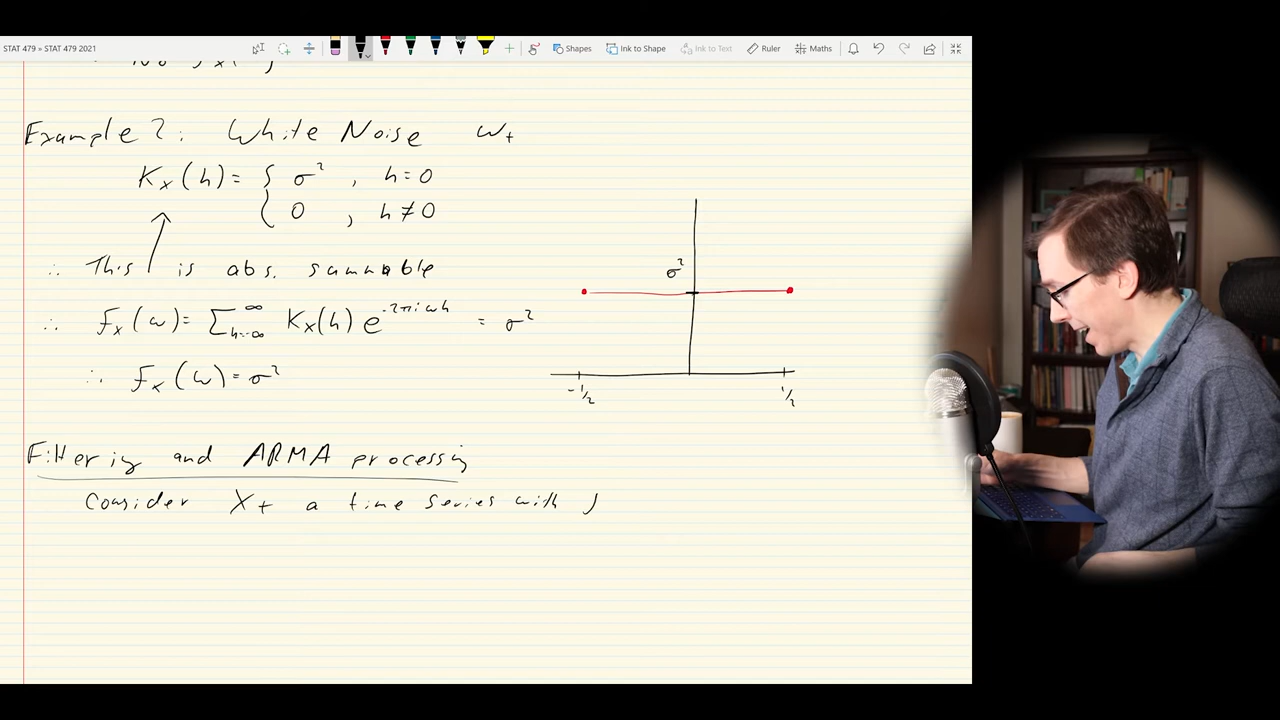 STAT 479 » STAT 479 2021
Shapes
Ink to Shape
Ink to Text
Ruler
Maths
Example 2: White Noise w_t
K_X(h) = { σ², h=0
0, h≠0
∴ This is abs. summable
∴ f_X(ω) = ∑_{h=-∞}^{∞} K_X(h) e^{-2πiωh} = σ²
∴ f_X(ω) = σ²
σ²
-1/2
1/2
Filtering and ARMA processing
Consider X_t a time series with